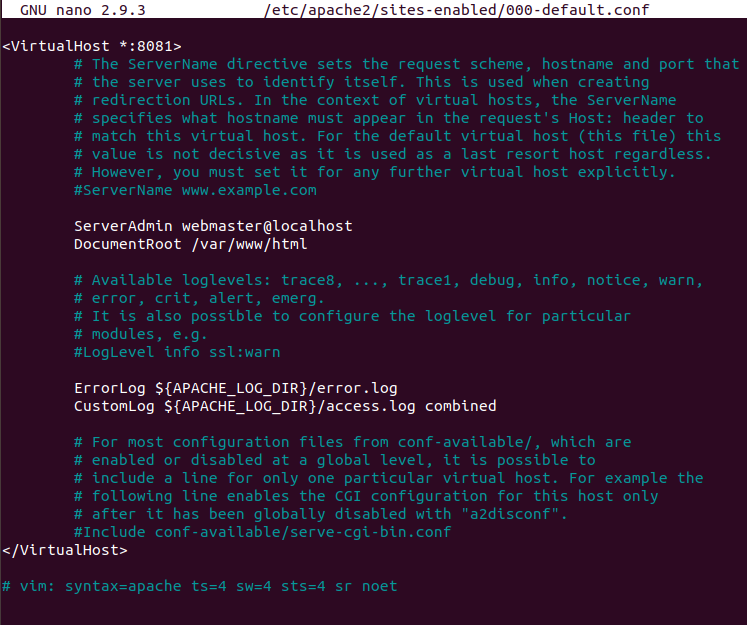 GNU nano 2.9.3 /etc/apache2/sites-enabled/000-default.conf
<VirtualHost *:8081>
# The ServerName directive sets the request scheme, hostname and port that
# the server uses to identify itself. This is used when creating
# redirection URLs. In the context of virtual hosts, the ServerName
# specifies what hostname must appear in the request's Host: header to
# match this virtual host. For the default virtual host (this file) this
# value is not decisive as it is used as a last resort host regardless.
# However, you must set it for any further virtual host explicitly.
#ServerName www.example.com
ServerAdmin webmaster@localhost
DocumentRoot /var/www/html
# Available loglevels: trace8, ..., trace1, debug, info, notice, warn,
# error, crit, alert, emerg.
# It is also possible to configure the loglevel for particular
# modules, e.g.
#LogLevel info ssl:warn
ErrorLog ${APACHE_LOG_DIR}/error.log
CustomLog ${APACHE_LOG_DIR}/access.log combined
# For most configuration files from conf-available/, which are
# enabled or disabled at a global level, it is possible to
# include a line for only one particular virtual host. For example the
# following line enables the CGI configuration for this host only
# after it has been globally disabled with "a2disconf".
#Include conf-available/serve-cgi-bin.conf
</VirtualHost>
# vim: syntax=apache ts=4 sw=4 sts=4 sr noet